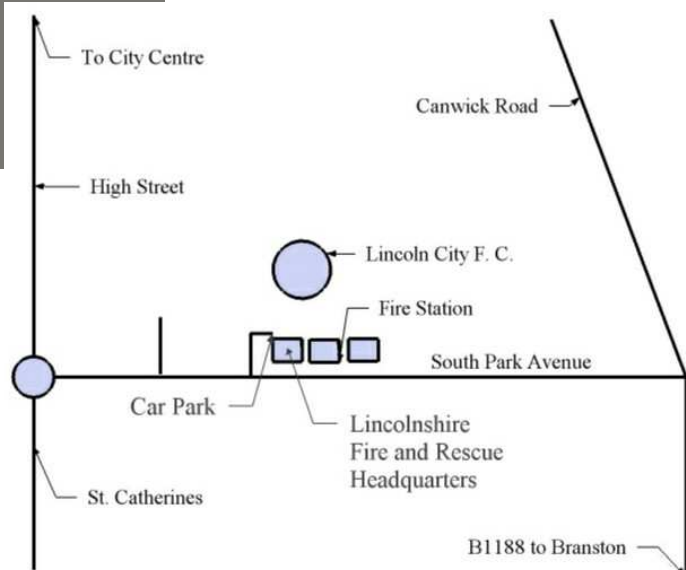 To City Centre
Canwick Road
High Street
Lincoln City F. C.
Fire Station
South Park Avenue
Car Park
Lincolnshire
Fire and Rescue
Headquarters
St. Catherines
B1188 to Branston